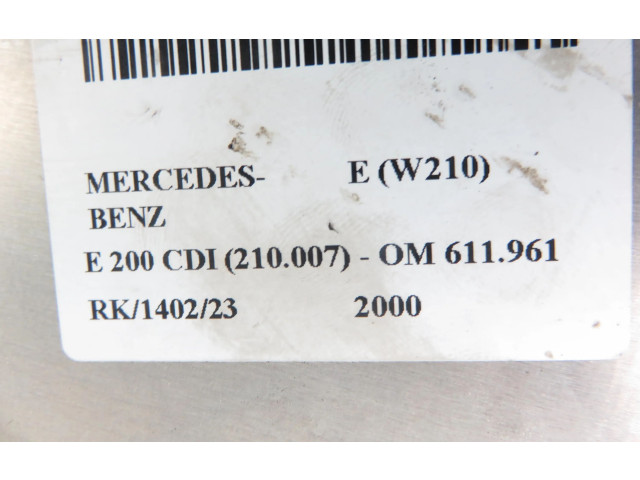 MERCEDES- E (W210)
BENZ
E 200 CDI (210.007) - OM 611.961
RK/1402/23 2000